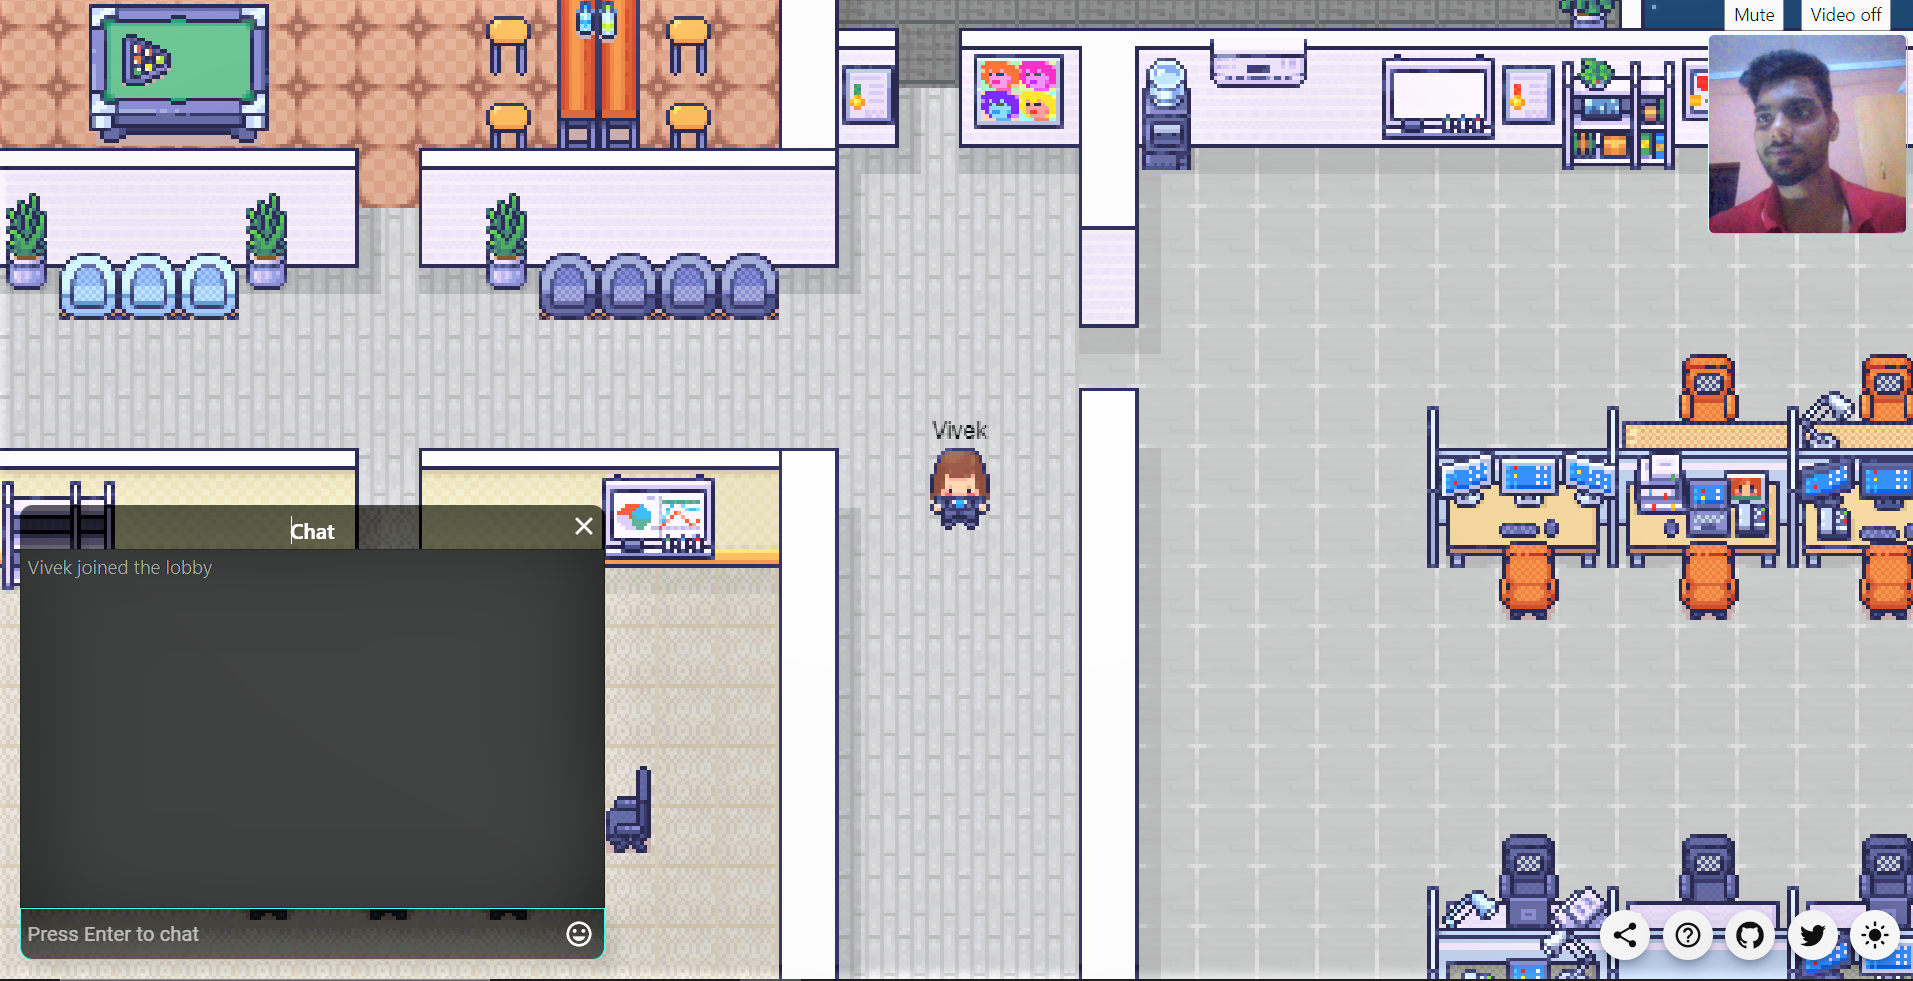 Mute
Video off
Vivek
Chat
Vivek joined the lobby
Press Enter to chat